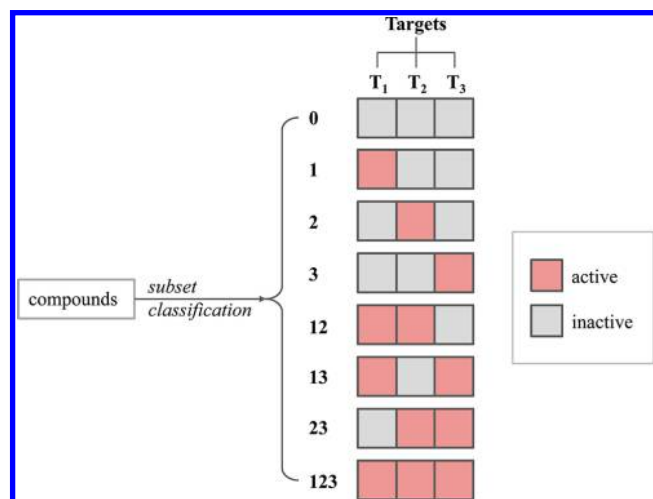 Targets
T₁ T₂ T₃
0
1
2
3
compounds
subset
classification
12
13
23
123
active
inactive